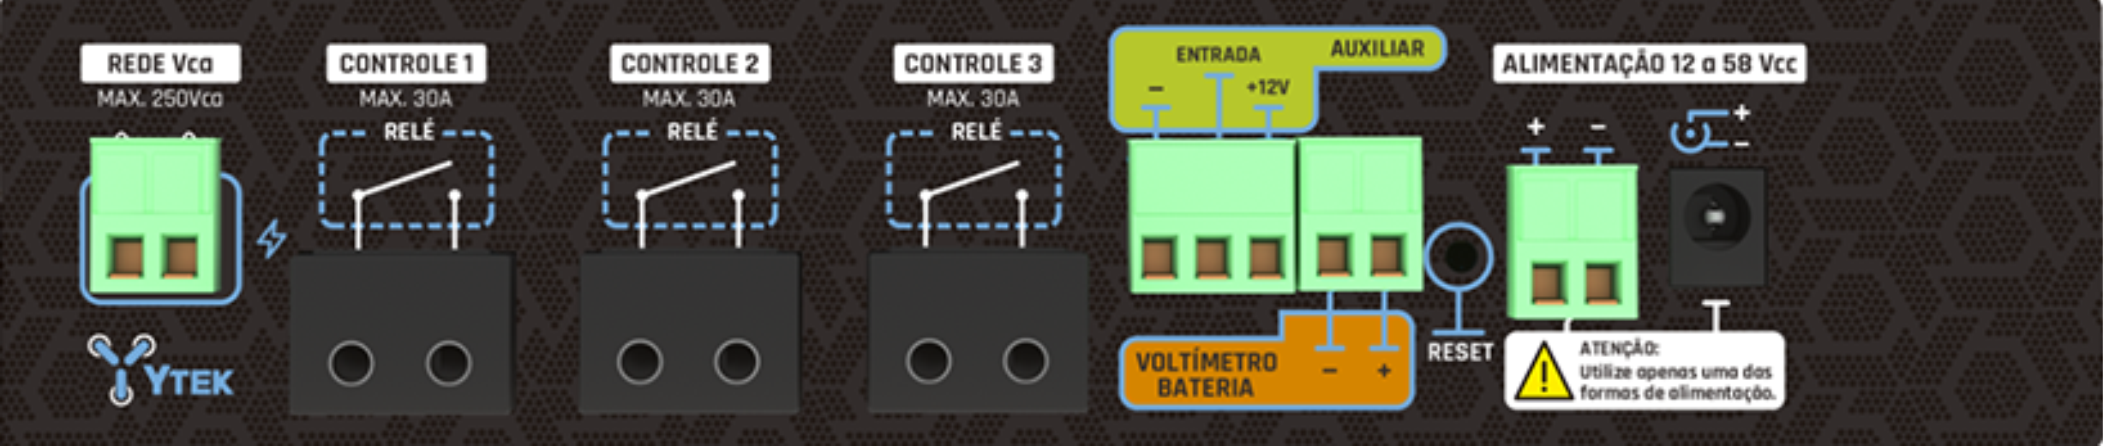 REDE Vca
MAX. 250Vca
CONTROLE 1
MAX. 30A
RELÉ
CONTROLE 2
MAX. 30A
RELÉ
CONTROLE 3
MAX. 30A
RELÉ
ENTRADA AUXILIAR
- +12V
ALIMENTAÇÃO 12 a 58 Vcc
+ - + -
YTEK
VOLTÍMETRO
BATERIA
- +
RESET
ATENÇÃO:
Utilize apenas uma das
formas de alimentação.